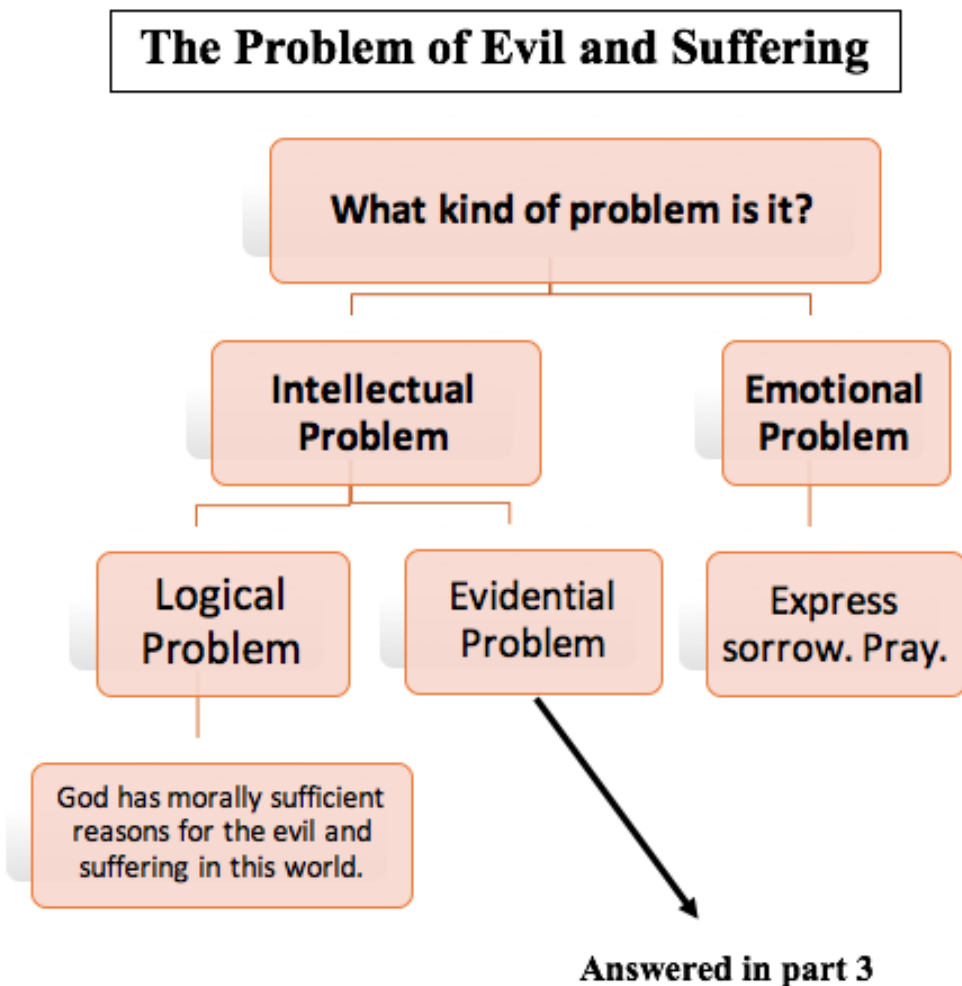 The Problem of Evil and Suffering
What kind of problem is it?
Intellectual
Problem
Emotional
Problem
Logical
Problem
Evidential
Problem
Express
sorrow. Pray.
God has morally sufficient
reasons for the evil and
suffering in this world.
Answered in part 3